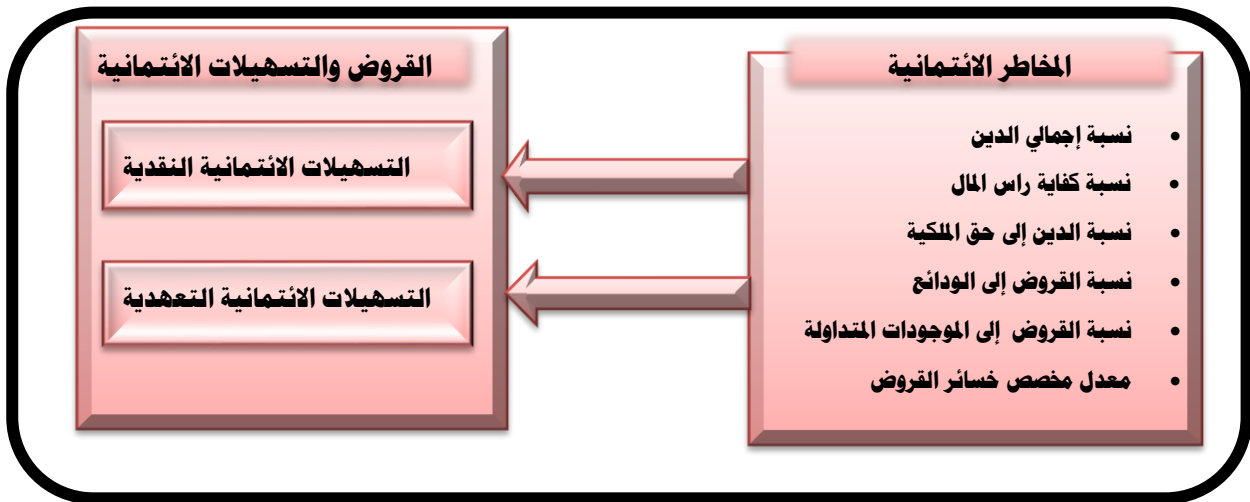 المخاطر الائتمانية
• نسبة إجمالي الدين
• نسبة كفاية راس المال
• نسبة الدين إلى حق الملكية
• نسبة القروض إلى الودائع
• نسبة القروض إلى الموجودات المتداولة
• معدل مخصص خسائر القروض
القروض والتسهيلات الائتمانية
التسهيلات الائتمانية النقدية
التسهيلات الائتمانية التعهدية